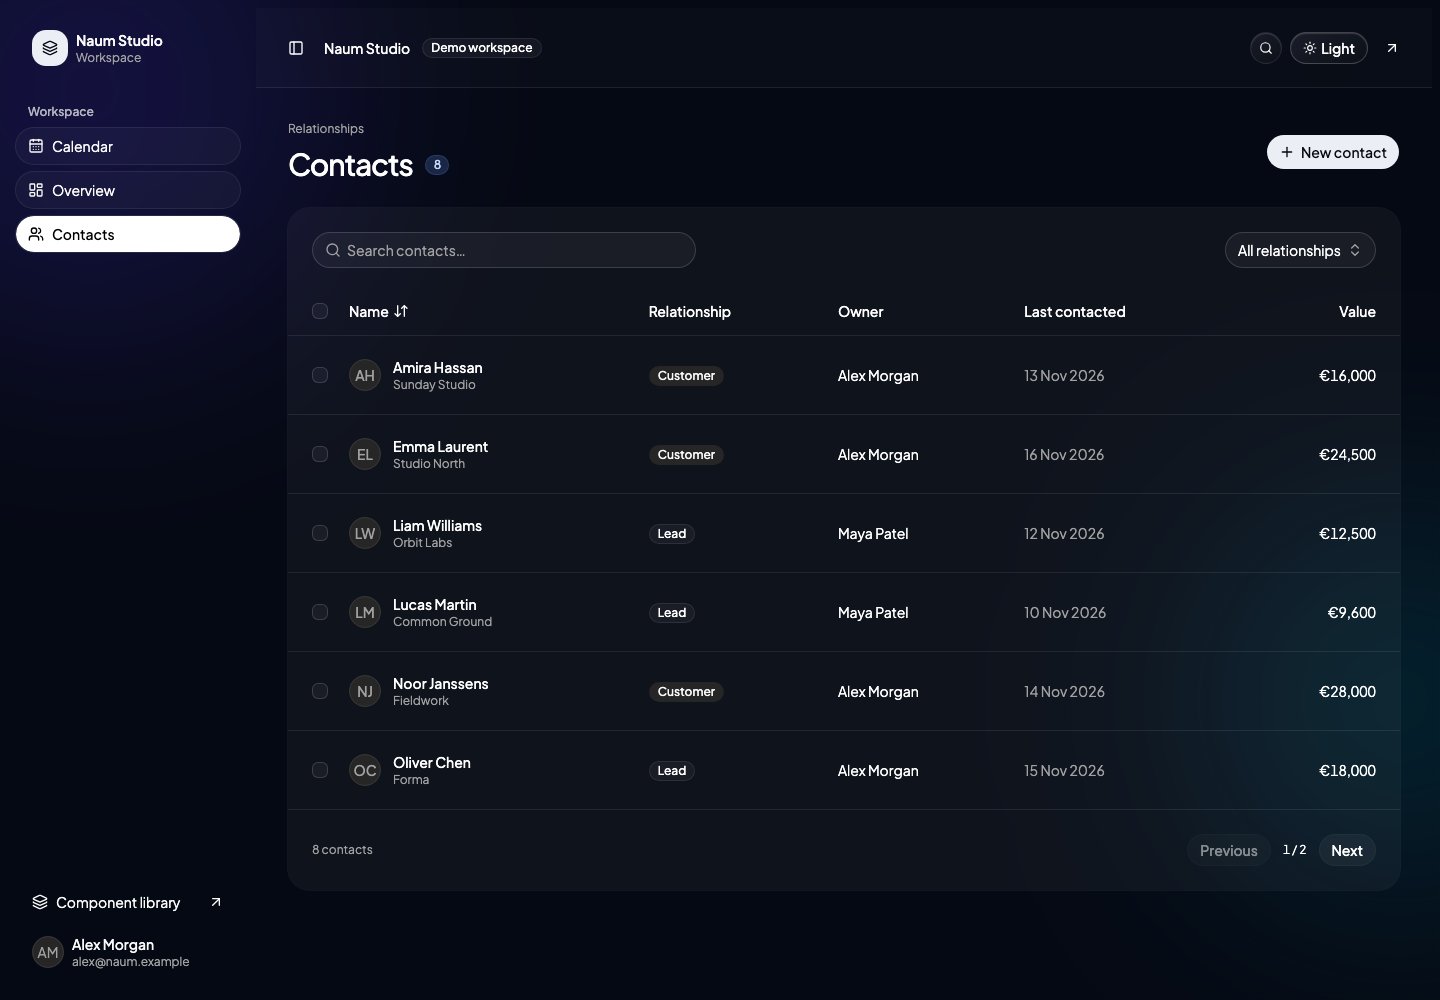 Naum Studio
Workspace
Workspace
Calendar
Overview
Contacts
Component library
AM
Alex Morgan
alex@naum.example
Naum Studio
Demo workspace
Light
Relationships
Contacts 8
New contact
Search contacts...
All relationships
Name Relationship Owner Last contacted Value
AH Amira Hassan Customer Alex Morgan 13 Nov 2026 €16,000
Sunday Studio
EL Emma Laurent Customer Alex Morgan 16 Nov 2026 €24,500
Studio North
LW Liam Williams Lead Maya Patel 12 Nov 2026 €12,500
Orbit Labs
LM Lucas Martin Lead Maya Patel 10 Nov 2026 €9,600
Common Ground
NJ Noor Janssens Customer Alex Morgan 14 Nov 2026 €28,000
Fieldwork
OC Oliver Chen Lead Alex Morgan 15 Nov 2026 €18,000
Forma
8 contacts Previous 1/2 Next